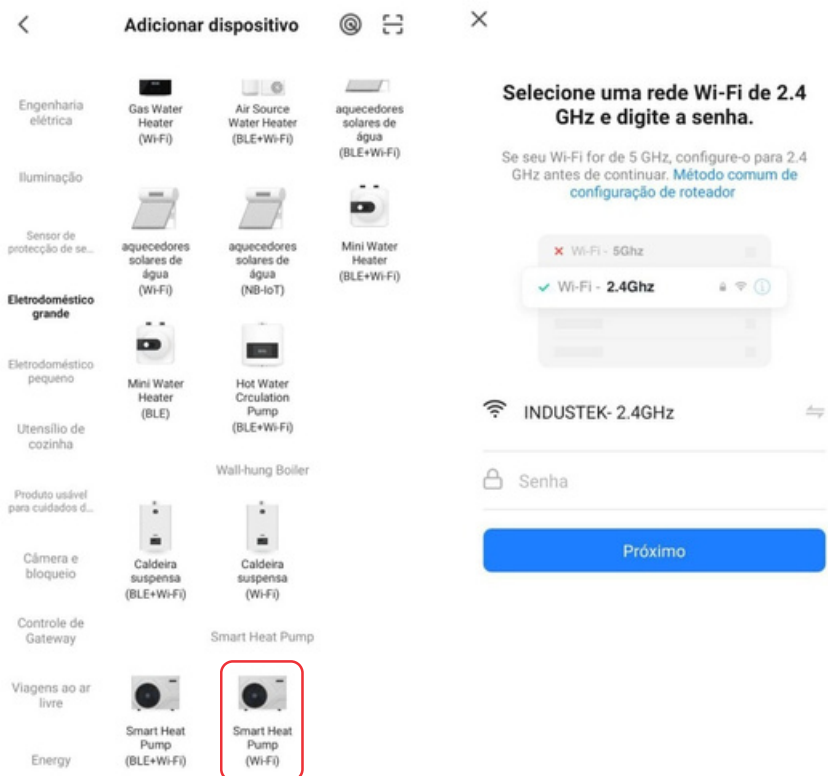 Adicionar dispositivo
Engenharia
elétrica
Iluminação
Sensor de
protecção de se...
Eletrodoméstico
grande
Eletrodoméstico
pequeno
Utensílio de
cozinha
Produto usável
para cuidados d...
Câmera e
bloqueio
Controle de
Gateway
Viagens ao ar
livre
Energy
Gas Water
Heater
(Wi-Fi)
Air Source
Water Heater
(BLE+Wi-Fi)
aquecedores
solares de
água
(BLE+Wi-Fi)
aquecedores
solares de
água
(Wi-Fi)
aquecedores
solares de
água
(NB-IoT)
Mini Water
Heater
(BLE+Wi-Fi)
Mini Water
Heater
(BLE)
Hot Water
Crculation
Pump
(BLE+Wi-Fi)
Wall-hung Boiler
Caldeira
suspensa
(BLE+Wi-Fi)
Caldeira
suspensa
(Wi-Fi)
Smart Heat Pump
Smart Heat
Pump
(BLE+Wi-Fi)
Smart Heat
Pump
(Wi-Fi)
Selecione uma rede Wi-Fi de 2.4
GHz e digite a senha.
Se seu Wi-Fi for de 5 GHz, configure-o para 2.4
GHz antes de continuar. Método comum de
configuração de roteador
Wi-Fi - 5Ghz
Wi-Fi - 2.4Ghz
INDUSTEK- 2.4GHz
Senha
Próximo